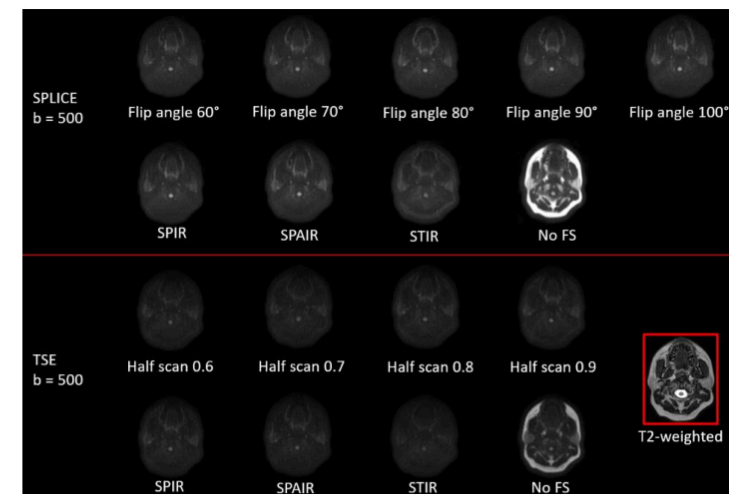 SPLICE
b = 500
Flip angle 60°
Flip angle 70°
Flip angle 80°
Flip angle 90°
Flip angle 100°
SPIR
SPAIR
STIR
No FS
TSE
b = 500
Half scan 0.6
Half scan 0.7
Half scan 0.8
Half scan 0.9
T2-weighted
SPIR
SPAIR
STIR
No FS